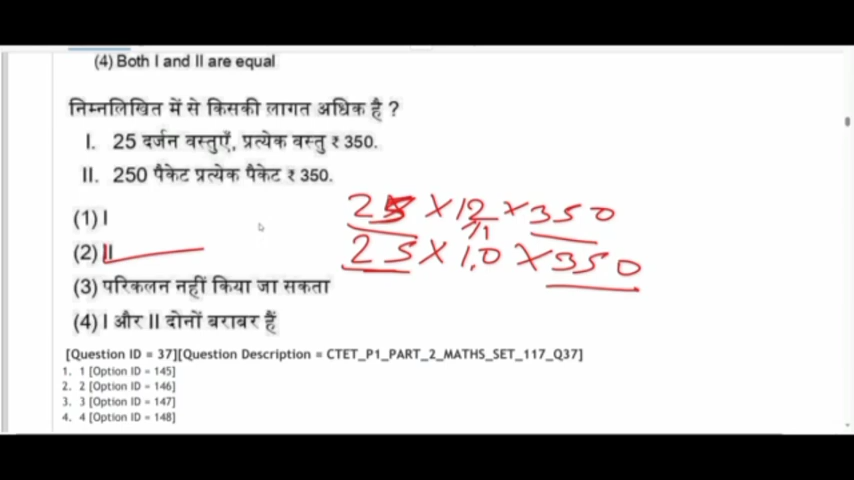 (4) Both I and II are equal
निम्नलिखित में से किसकी लागत अधिक है ?
I. 25 दर्जन वस्तुएँ, प्रत्येक वस्तु ₹ 350.
II. 250 पैकेट प्रत्येक पैकेट ₹ 350.
25 × 12 × 350
(1) I
25 × 10 × 350
(2) II
(3) परिकलन नहीं किया जा सकता
(4) I और II दोनों बराबर हैं
[Question ID = 37][Question Description = CTET_P1_PART_2_MATHS_SET_117_Q37]
1. 1 [Option ID = 145]
2. 2 [Option ID = 146]
3. 3 [Option ID = 147]
4. 4 [Option ID = 148]